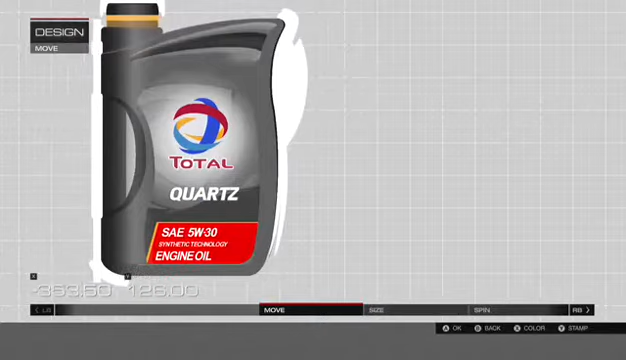 DESIGN
MOVE
TOTAL
QUARTZ
SAE 5W-30
SYNTHETIC TECHNOLOGY
ENGINE OIL
X Y
-353.50 126.00
LB MOVE SIZE SPIN RB
A OK B BACK X COLOR Y STAMP